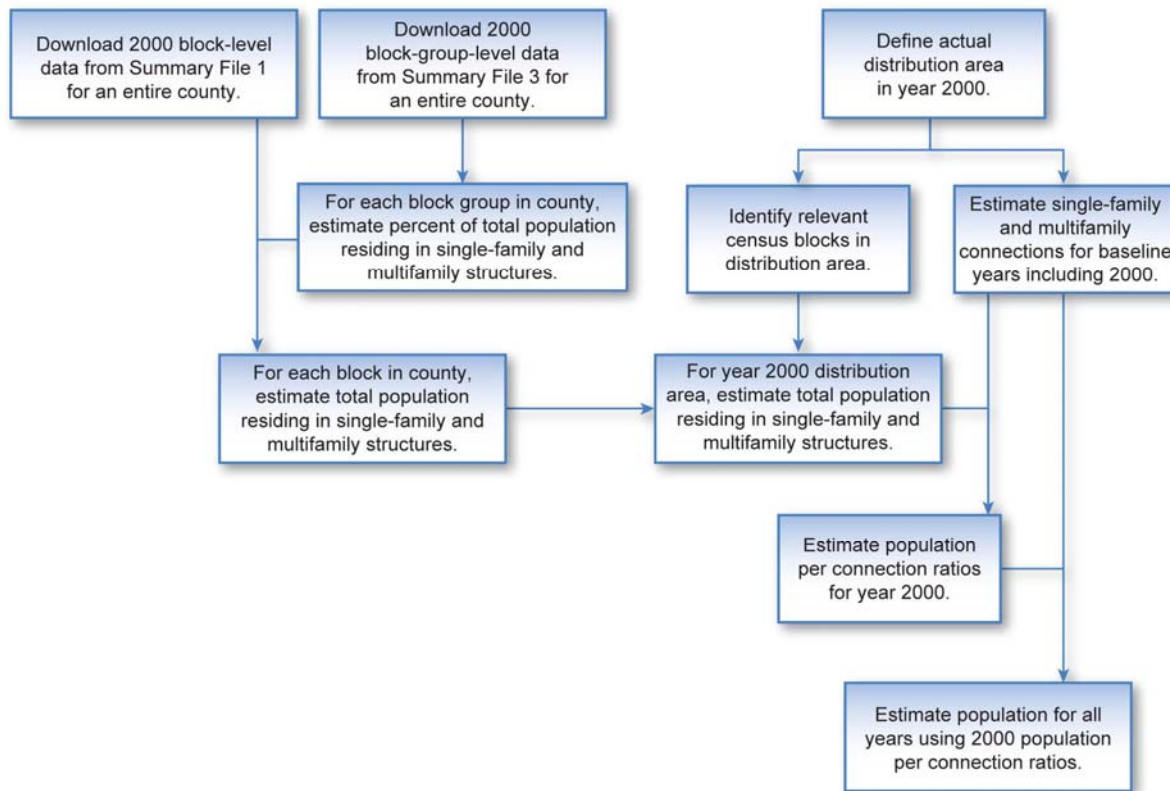 Download 2000 block-level
data from Summary File 1
for an entire county.
Download 2000
block-group-level data
from Summary File 3 for
an entire county.
Define actual
distribution area
in year 2000.
For each block group in county,
estimate percent of total population
residing in single-family and
multifamily structures.
Identify relevant
census blocks in
distribution area.
Estimate single-family
and multifamily
connections for baseline
years including 2000.
For each block in county,
estimate total population
residing in single-family and
multifamily structures.
For year 2000 distribution
area, estimate total population
residing in single-family and
multifamily structures.
Estimate population
per connection ratios
for year 2000.
Estimate population for all
years using 2000 population
per connection ratios.